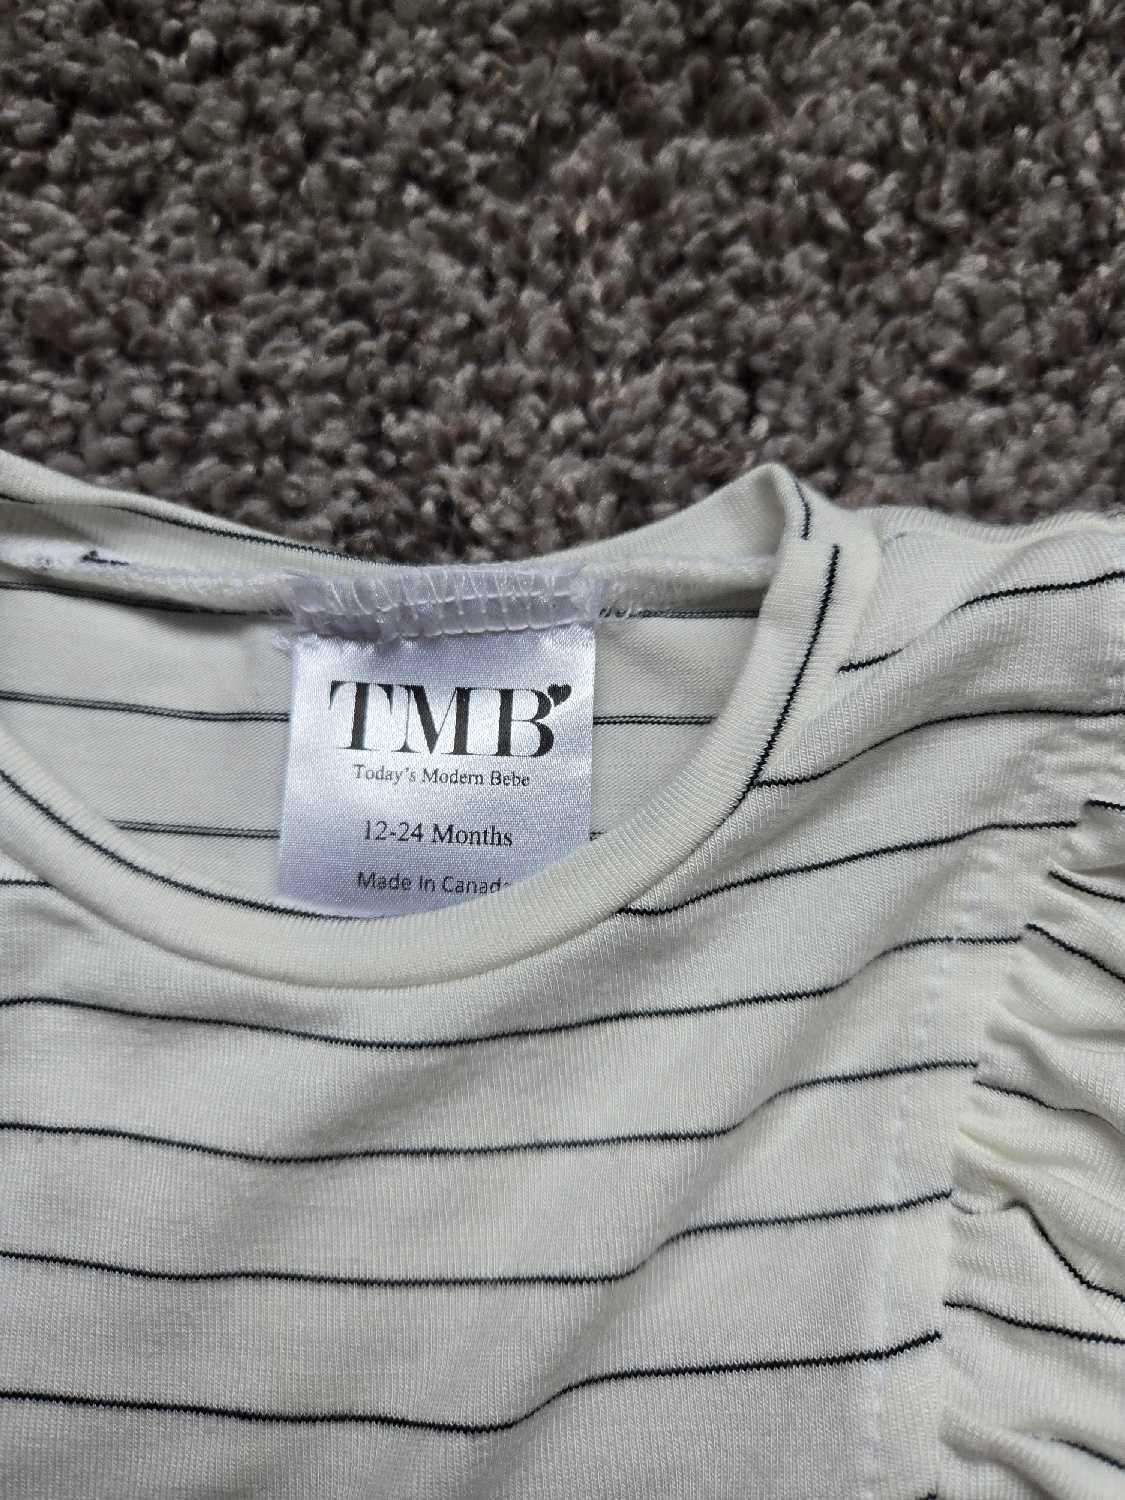 TMB
Today's Modern Bebe
12-24 Months
Made In Canada